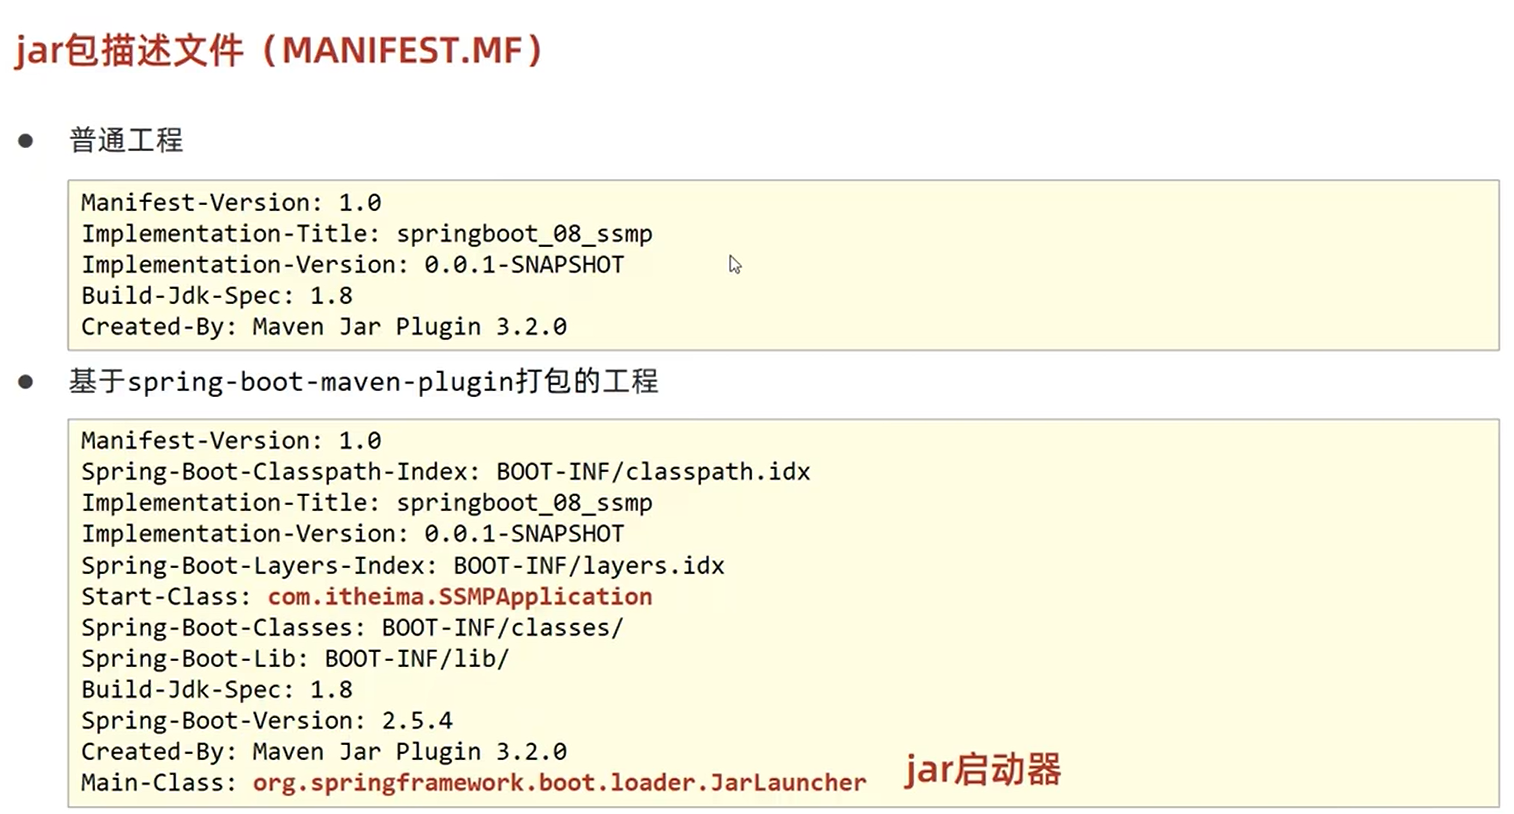 jar包描述文件（MANIFEST.MF）
● 普通工程
Manifest-Version: 1.0
Implementation-Title: springboot_08_ssmp
Implementation-Version: 0.0.1-SNAPSHOT
Build-Jdk-Spec: 1.8
Created-By: Maven Jar Plugin 3.2.0
● 基于spring-boot-maven-plugin打包的工程
Manifest-Version: 1.0
Spring-Boot-Classpath-Index: BOOT-INF/classpath.idx
Implementation-Title: springboot_08_ssmp
Implementation-Version: 0.0.1-SNAPSHOT
Spring-Boot-Layers-Index: BOOT-INF/layers.idx
Start-Class: com.itheima.SSMPApplication
Spring-Boot-Classes: BOOT-INF/classes/
Spring-Boot-Lib: BOOT-INF/lib/
Build-Jdk-Spec: 1.8
Spring-Boot-Version: 2.5.4
Created-By: Maven Jar Plugin 3.2.0
Main-Class: org.springframework.boot.loader.JarLauncher
jar启动器